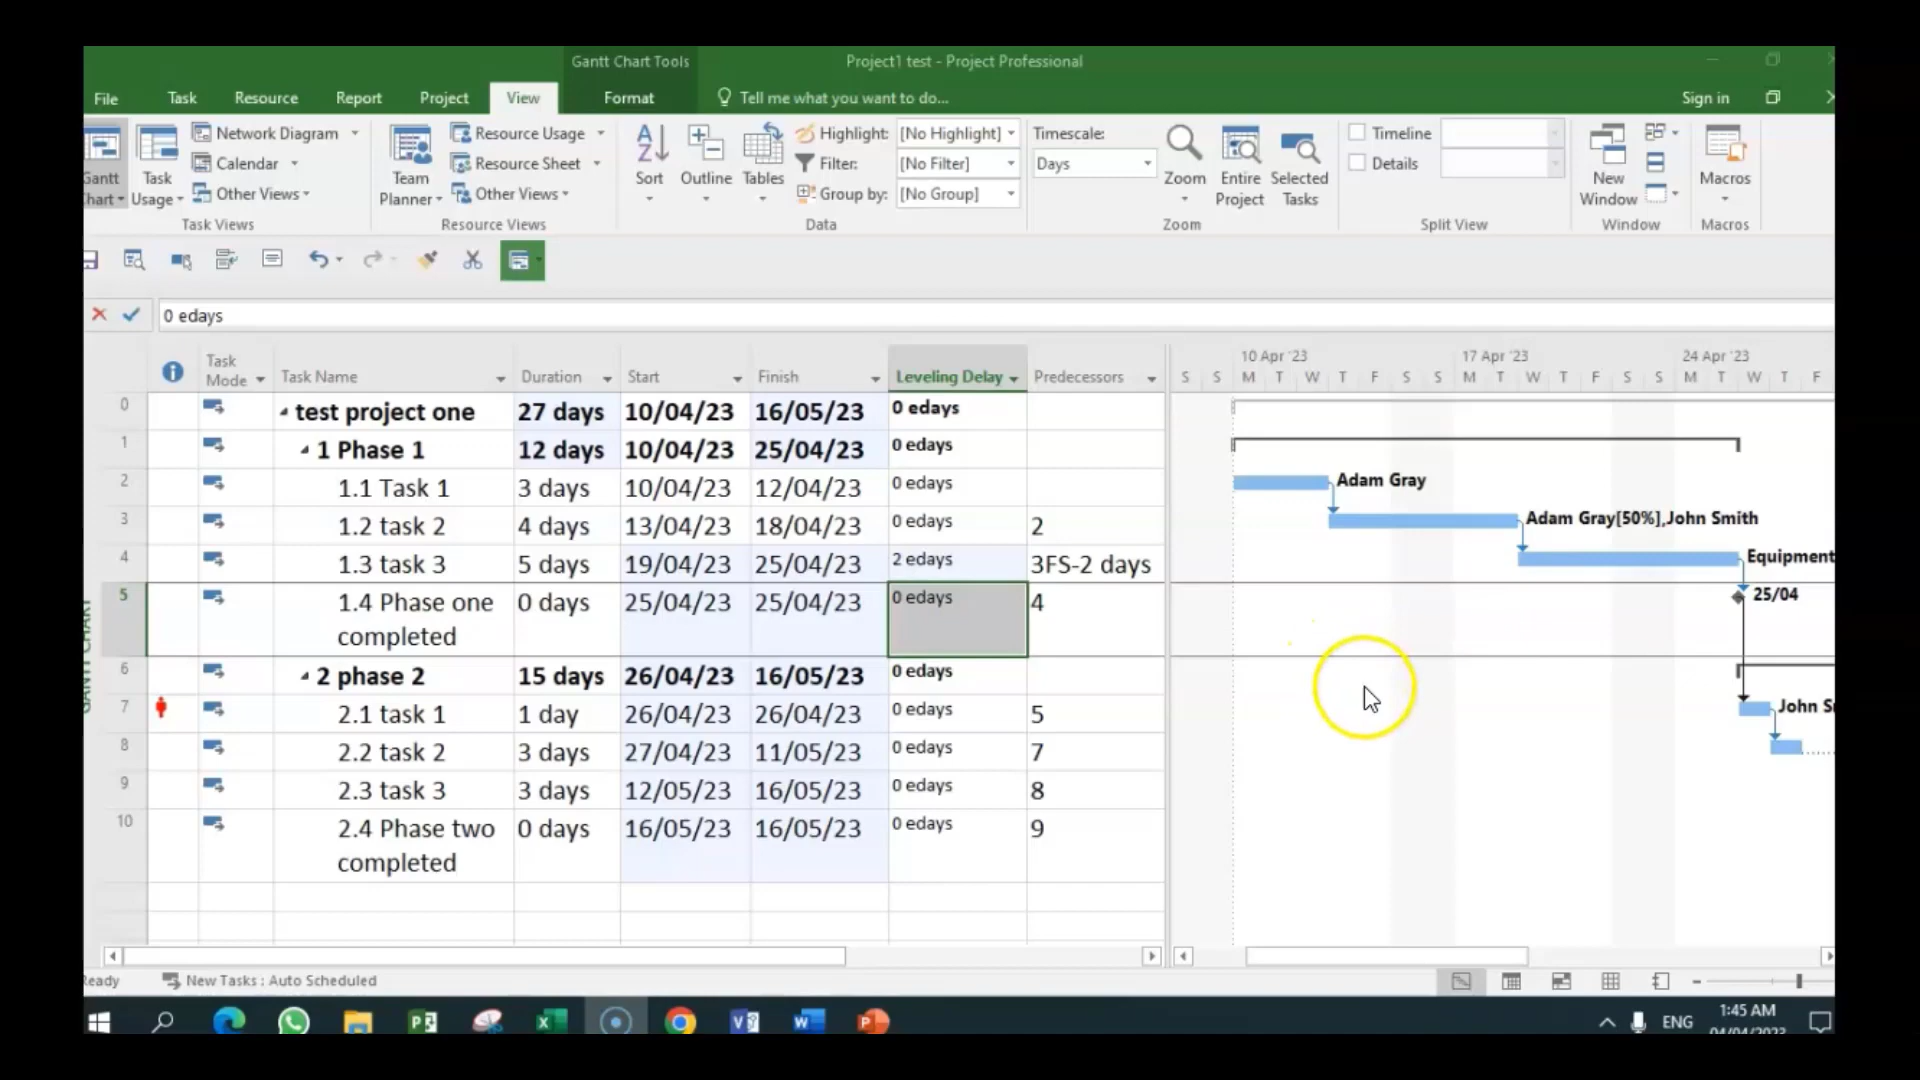 Gantt Chart Tools Project1 test - Project Professional
File Task Resource Report Project View Format Tell me what you want to do... Sign in
Gantt Chart
Task Usage
Network Diagram
Calendar
Other Views
Task Views
Team Planner
Resource Usage
Resource Sheet
Other Views
Resource Views
Sort
Outline
Tables
Highlight: [No Highlight]
Filter: [No Filter]
Group by: [No Group]
Data
Timescale:
Days
Zoom
Entire Project
Selected Tasks
Zoom
Timeline
Details
Split View
New Window
Window
Macros
Macros
0 edays
Task Mode Task Name Duration Start Finish Leveling Delay Predecessors
10 Apr '23 17 Apr '23 24 Apr '23
S S M T W T F S S M T W T F S S M T W T F
0 test project one 27 days 10/04/23 16/05/23 0 edays
1 1 Phase 1 12 days 10/04/23 25/04/23 0 edays
2 1.1 Task 1 3 days 10/04/23 12/04/23 0 edays
3 1.2 task 2 4 days 13/04/23 18/04/23 0 edays 2
4 1.3 task 3 5 days 19/04/23 25/04/23 2 edays 3FS-2 days
5 1.4 Phase one completed 0 days 25/04/23 25/04/23 0 edays 4
6 2 phase 2 15 days 26/04/23 16/05/23 0 edays
7 2.1 task 1 1 day 26/04/23 26/04/23 0 edays 5
8 2.2 task 2 3 days 27/04/23 11/05/23 0 edays 7
9 2.3 task 3 3 days 12/05/23 16/05/23 0 edays 8
10 2.4 Phase two completed 0 days 16/05/23 16/05/23 0 edays 9
Adam Gray
Adam Gray[50%],John Smith
Equipment
25/04
John S
GANTT CHART
Ready New Tasks : Auto Scheduled
ENG 1:45 AM
04/04/2023